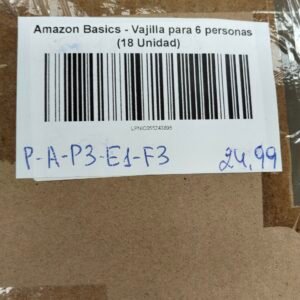 Amazon Basics - Vajilla para 6 personas
(18 Unidad)
P-A-P3-E1-F3 24,99